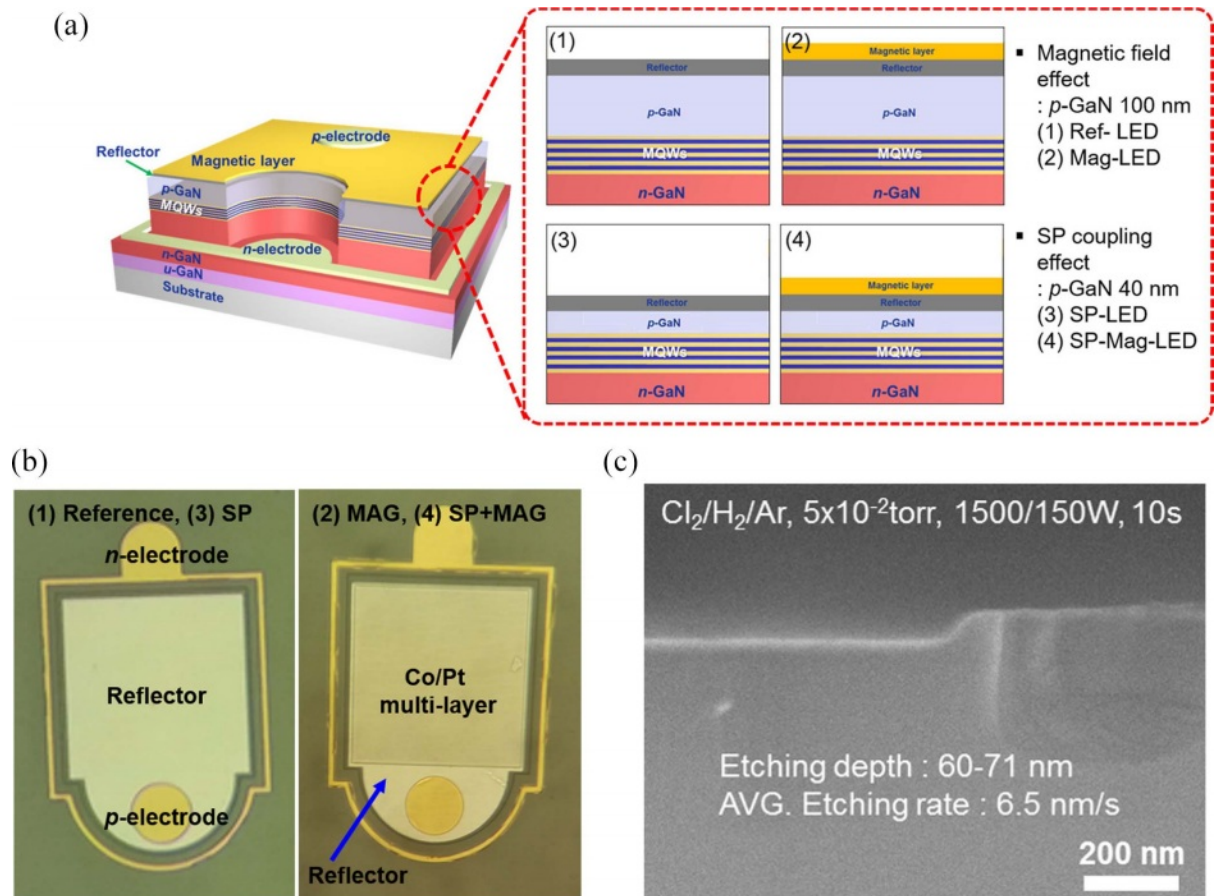 (a)
p-electrode
Magnetic layer
Reflector
p-GaN
MQWs
n-electrode
n-GaN
u-GaN
Substrate
(1)
Reflector
p-GaN
MQWs
n-GaN
(2)
Magnetic layer
Reflector
p-GaN
MQWs
n-GaN
▪ Magnetic field
effect
: p-GaN 100 nm
(1) Ref- LED
(2) Mag-LED
(3)
Reflector
p-GaN
MQWs
n-GaN
(4)
Magnetic layer
Reflector
p-GaN
MQWs
n-GaN
▪ SP coupling
effect
: p-GaN 40 nm
(3) SP-LED
(4) SP-Mag-LED
(b)
(1) Reference, (3) SP
n-electrode
Reflector
p-electrode
(2) MAG, (4) SP+MAG
Co/Pt
multi-layer
Reflector
(c)
Cl₂/H₂/Ar, 5x10⁻²torr, 1500/150W, 10s
Etching depth : 60-71 nm
AVG. Etching rate : 6.5 nm/s
200 nm